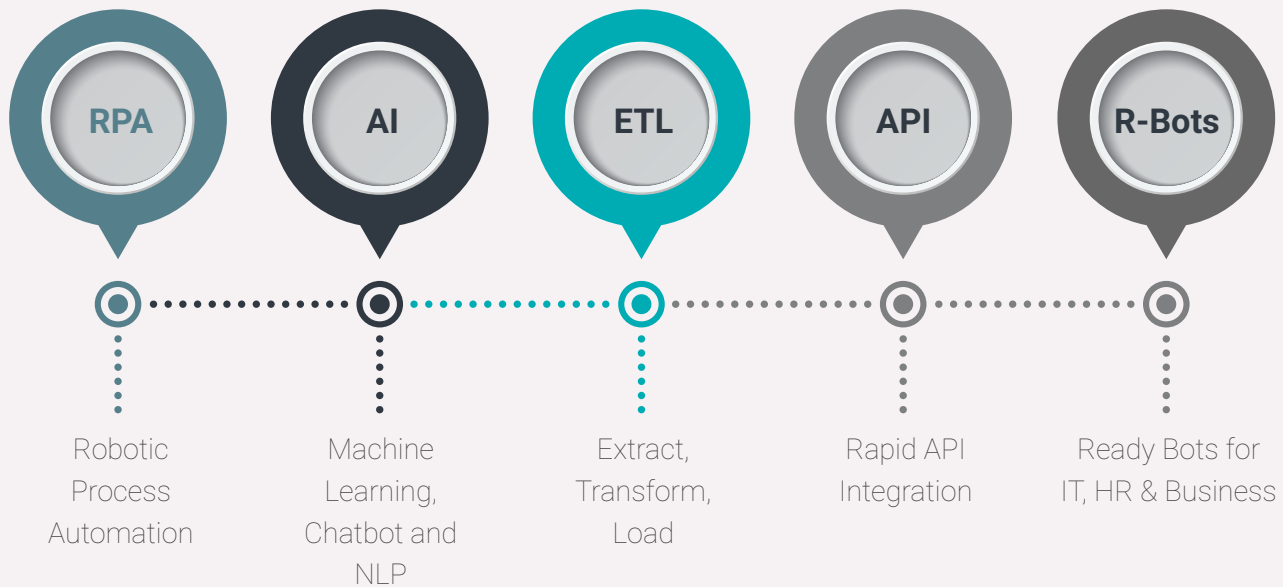 RPA
AI
ETL
API
R-Bots
Robotic
Process
Automation
Machine
Learning,
Chatbot and
NLP
Extract,
Transform,
Load
Rapid API
Integration
Ready Bots for
IT, HR & Business